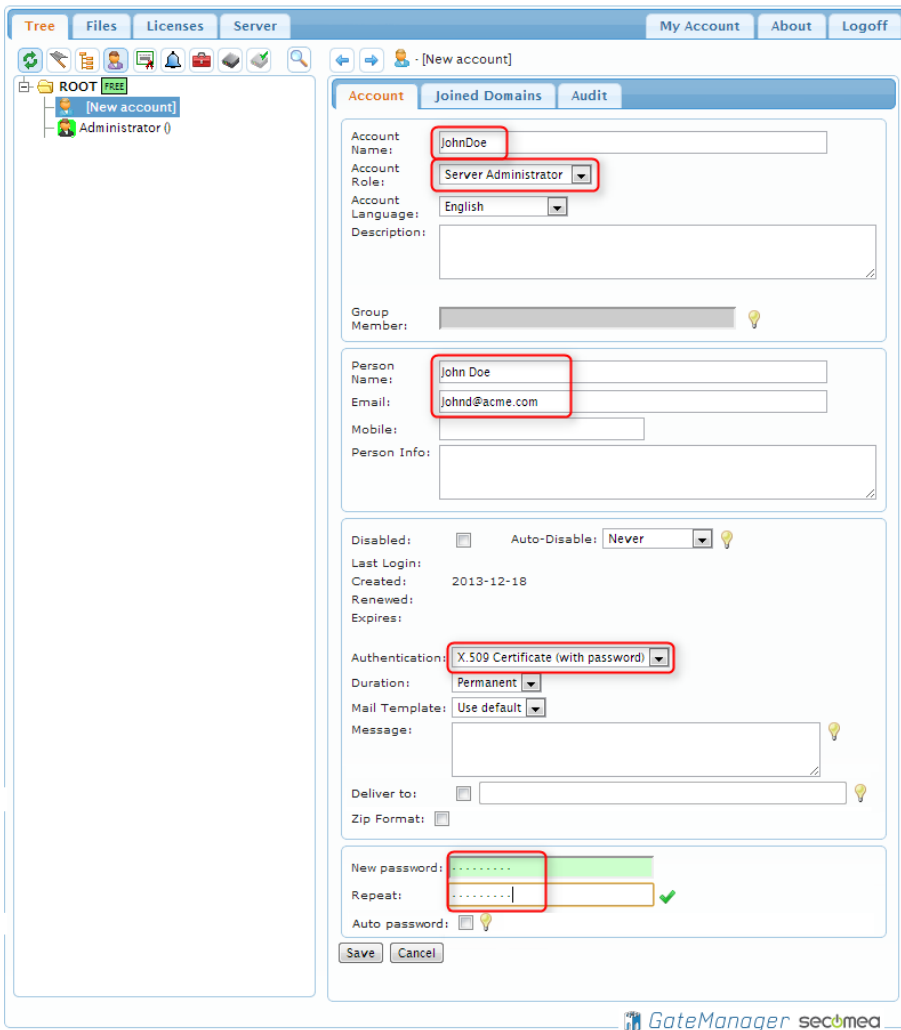 Tree Files Licenses Server My Account About Logoff
- [New account]
ROOT FREE
[New account]
Administrator ()
Account Joined Domains Audit
Account Name: JohnDoe
Account Role: Server Administrator
Account Language: English
Description:
Group Member:
Person Name: John Doe
Email: Johnd@acme.com
Mobile:
Person Info:
Disabled: Auto-Disable: Never
Last Login:
Created: 2013-12-18
Renewed:
Expires:
Authentication: X.509 Certificate (with password)
Duration: Permanent
Mail Template: Use default
Message:
Deliver to:
Zip Format:
New password: .........
Repeat: .........
Auto password:
Save Cancel
GateManager secomea